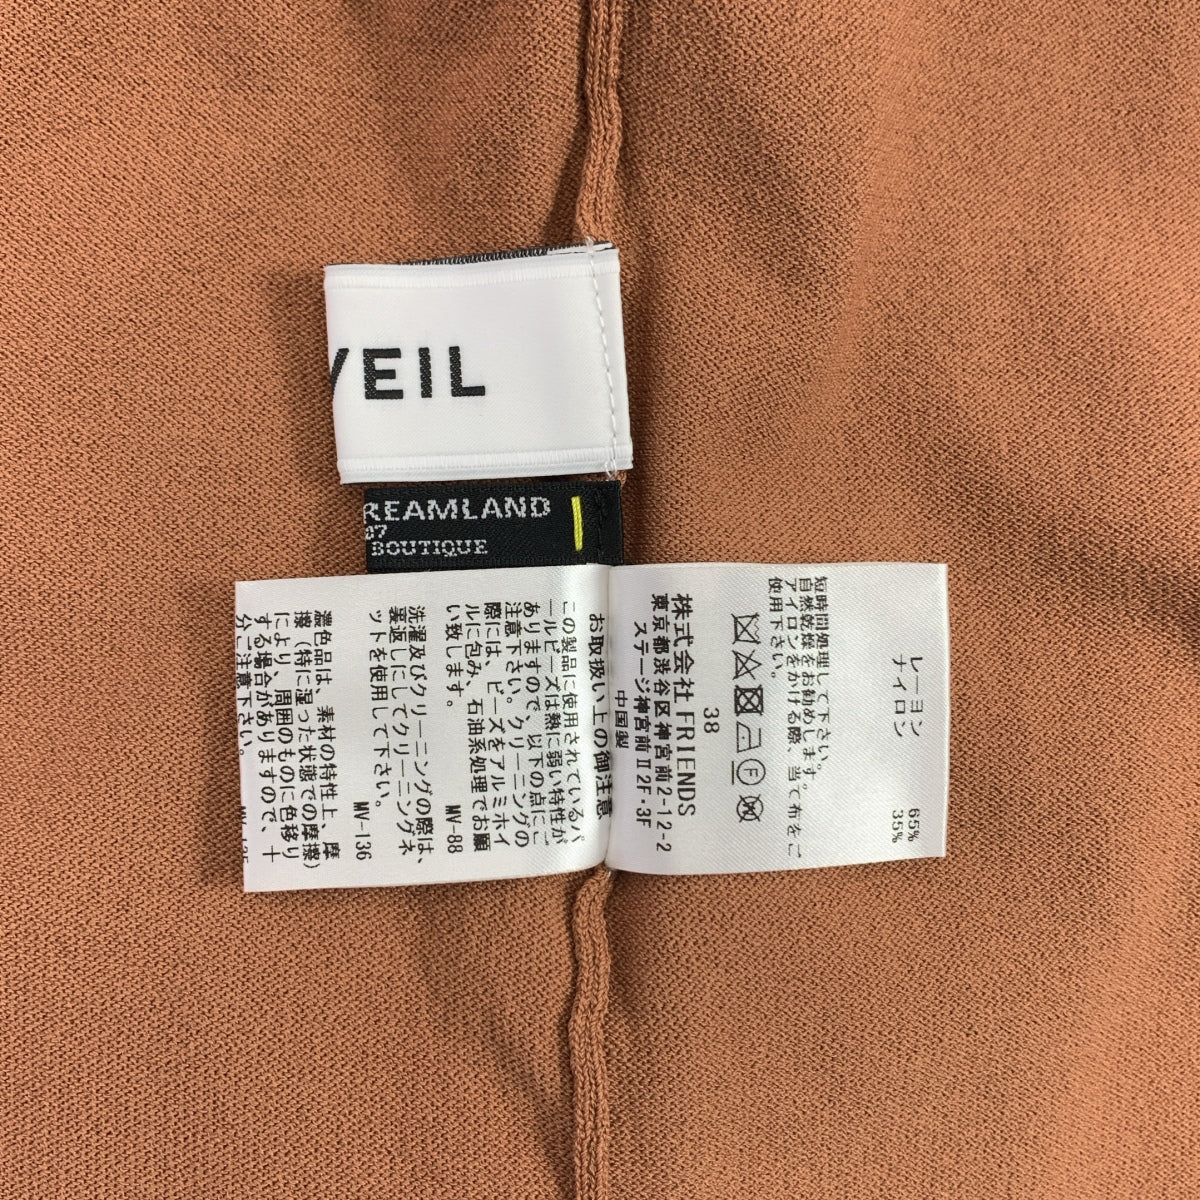 VEIL
REAMLAND
07
BOUTIQUE
レーヨン 65%
ナイロン 35%
短時間処理して下さい。
自然乾燥をお勧めします。
アイロンをかける際、当て布をご
使用下さい。
38
株式会社 FRIENDS
東京都渋谷区神宮前2-12-2
ステージ神宮前Ⅱ2F・3F
中国製
お取扱い上の御注意
この製品に使用されているパ
ールビーズは熱に弱い特性が
ありますので、以下の点にご
注意下さい。クリーニングの
際には、ビーズをアルミホイ
ルに包み、石油系処理でお願
い致します。
MV-88
洗濯及びクリーニングの際は、
裏返しにしてクリーニングネ
ットを使用して下さい。
MV-136
濃色品は、素材の特性上、摩
擦(特に湿った状態での摩擦)
により、周囲のものに色移り
する場合がありますので、十
分ご注意下さい。